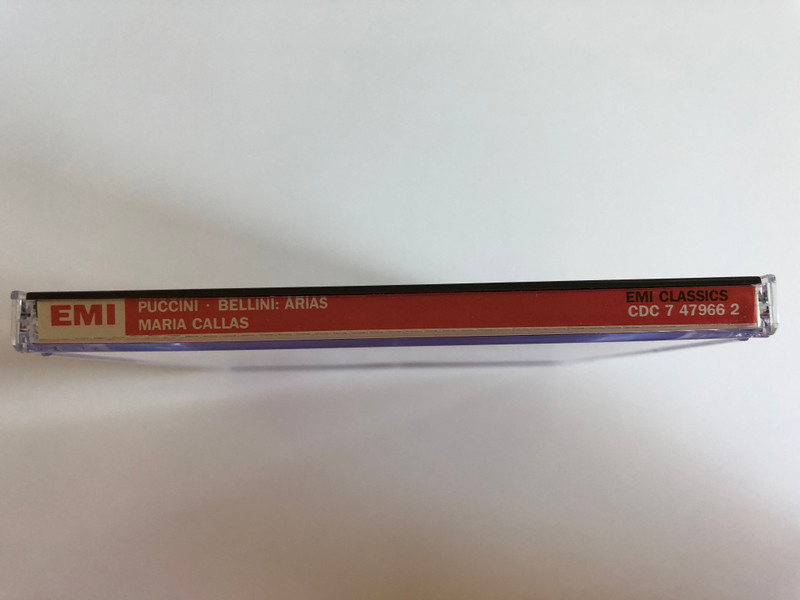 EMI
PUCCINI · BELLINI: ARIAS
MARIA CALLAS
EMI CLASSICS
CDC 7 47966 2